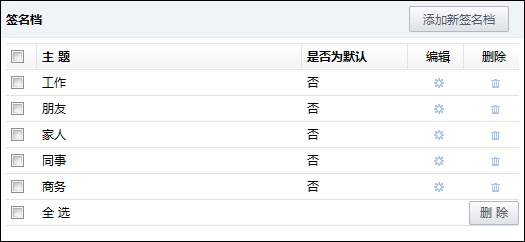 签名档 添加新签名档
主 题 是否为默认 编辑 删除
工作 否
朋友 否
家人 否
同事 否
商务 否
全 选 删 除